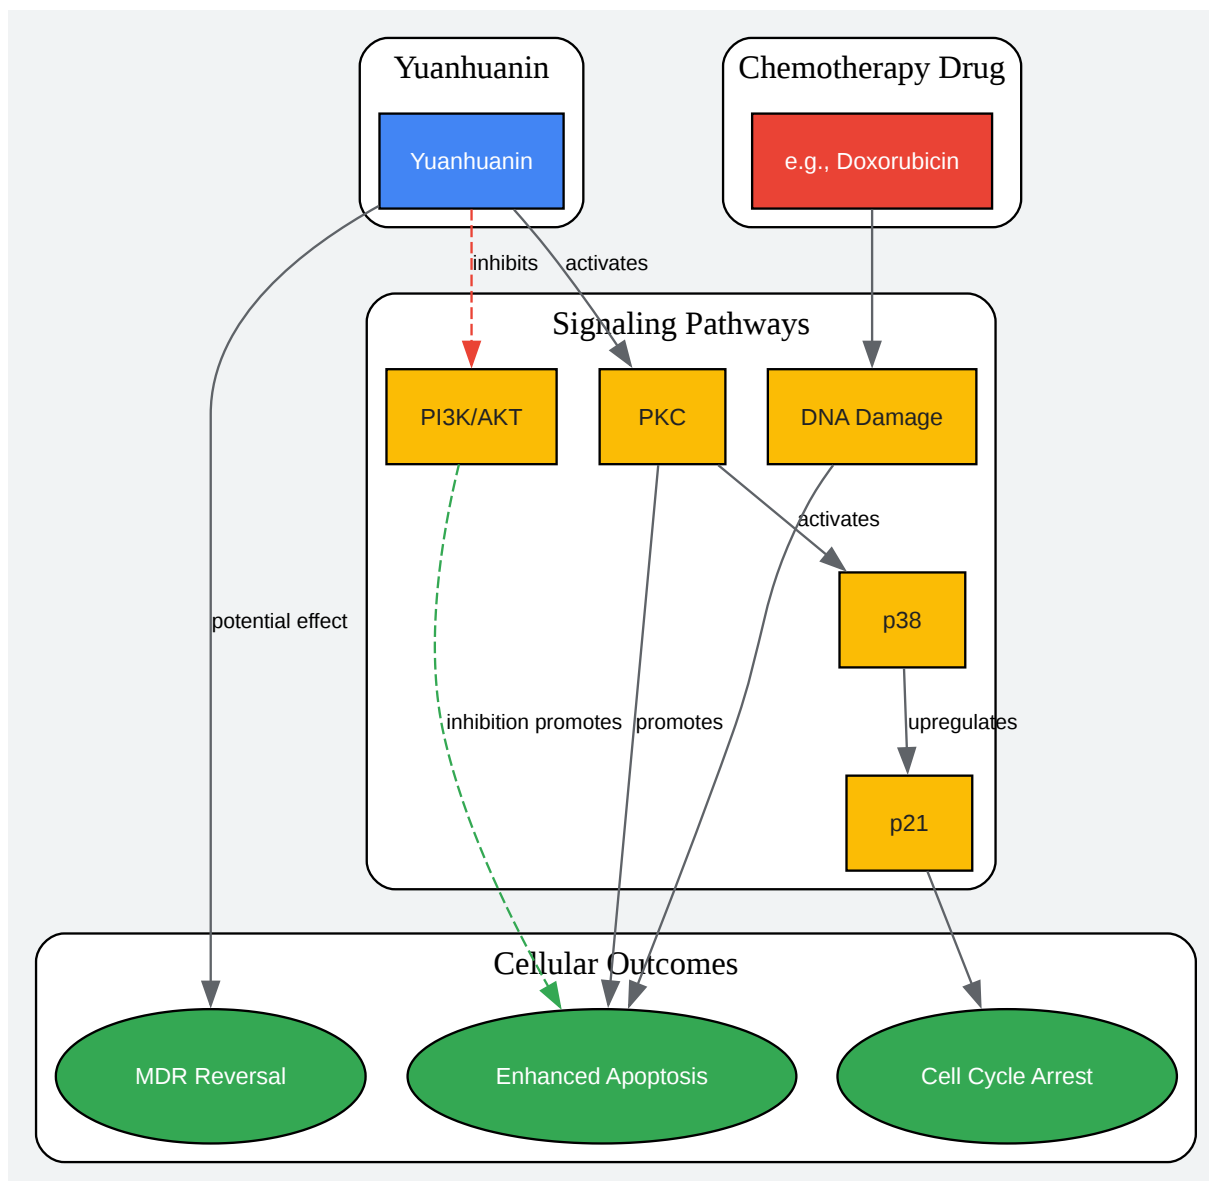 Yuanhuanin
Chemotherapy Drug
Yuanhuanin
e.g., Doxorubicin
inhibits
activates
Signaling Pathways
PI3K/AKT
PKC
DNA Damage
activates
p38
potential effect
inhibition promotes
promotes
upregulates
p21
Cellular Outcomes
MDR Reversal
Enhanced Apoptosis
Cell Cycle Arrest